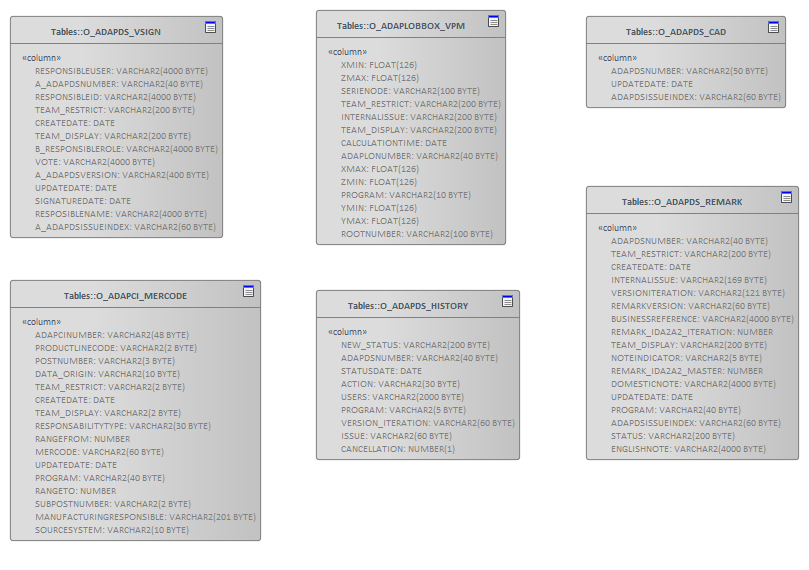 Tables::O_ADAPDS_VSIGN
«column»
RESPONSIBLEUSER: VARCHAR2(4000 BYTE)
A_ADAPDSNUMBER: VARCHAR2(40 BYTE)
RESPONSIBLEID: VARCHAR2(4000 BYTE)
TEAM_RESTRICT: VARCHAR2(200 BYTE)
CREATEDATE: DATE
TEAM_DISPLAY: VARCHAR2(200 BYTE)
B_RESPONSIBLEROLE: VARCHAR2(4000 BYTE)
VOTE: VARCHAR2(4000 BYTE)
A_ADAPDSVERSION: VARCHAR2(400 BYTE)
UPDATEDATE: DATE
SIGNATUREDATE: DATE
RESPOSIBLENAME: VARCHAR2(4000 BYTE)
A_ADAPDSISSUEINDEX: VARCHAR2(60 BYTE)
Tables::O_ADAPLOBBOX_VPM
«column»
XMIN: FLOAT(126)
ZMAX: FLOAT(126)
SERIENODE: VARCHAR2(100 BYTE)
TEAM_RESTRICT: VARCHAR2(200 BYTE)
INTERNALISSUE: VARCHAR2(200 BYTE)
TEAM_DISPLAY: VARCHAR2(200 BYTE)
CALCULATIONTIME: DATE
ADAPLONUMBER: VARCHAR2(40 BYTE)
XMAX: FLOAT(126)
ZMIN: FLOAT(126)
PROGRAM: VARCHAR2(10 BYTE)
YMIN: FLOAT(126)
YMAX: FLOAT(126)
ROOTNUMBER: VARCHAR2(100 BYTE)
Tables::O_ADAPDS_CAD
«column»
ADAPDSNUMBER: VARCHAR2(50 BYTE)
UPDATEDATE: DATE
ADAPDSISSUEINDEX: VARCHAR2(60 BYTE)
Tables::O_ADAPDS_REMARK
«column»
ADAPDSNUMBER: VARCHAR2(40 BYTE)
TEAM_RESTRICT: VARCHAR2(200 BYTE)
CREATEDATE: DATE
INTERNALISSUE: VARCHAR2(169 BYTE)
VERSIONITERATION: VARCHAR2(121 BYTE)
REMARKVERSION: VARCHAR2(60 BYTE)
BUSINESSREFERENCE: VARCHAR2(4000 BYTE)
REMARK_IDA2A2_ITERATION: NUMBER
TEAM_DISPLAY: VARCHAR2(200 BYTE)
NOTEINDICATOR: VARCHAR2(5 BYTE)
REMARK_IDA2A2_MASTER: NUMBER
DOMESTICNOTE: VARCHAR2(4000 BYTE)
UPDATEDATE: DATE
PROGRAM: VARCHAR2(40 BYTE)
ADAPDSISSUEINDEX: VARCHAR2(60 BYTE)
STATUS: VARCHAR2(200 BYTE)
ENGLISHNOTE: VARCHAR2(4000 BYTE)
Tables::O_ADAPCI_MERCODE
«column»
ADAPCINUMBER: VARCHAR2(48 BYTE)
PRODUCTLINECODE: VARCHAR2(2 BYTE)
POSTNUMBER: VARCHAR2(3 BYTE)
DATA_ORIGIN: VARCHAR2(10 BYTE)
TEAM_RESTRICT: VARCHAR2(2 BYTE)
CREATEDATE: DATE
TEAM_DISPLAY: VARCHAR2(2 BYTE)
RESPONSABILITYTYPE: VARCHAR2(30 BYTE)
RANGEFROM: NUMBER
MERCODE: VARCHAR2(60 BYTE)
UPDATEDATE: DATE
PROGRAM: VARCHAR2(40 BYTE)
RANGETO: NUMBER
SUBPOSTNUMBER: VARCHAR2(2 BYTE)
MANUFACTURINGRESPONSIBLE: VARCHAR2(201 BYTE)
SOURCESYSTEM: VARCHAR2(10 BYTE)
Tables::O_ADAPDS_HISTORY
«column»
NEW_STATUS: VARCHAR2(200 BYTE)
ADAPDSNUMBER: VARCHAR2(40 BYTE)
STATUSDATE: DATE
ACTION: VARCHAR2(30 BYTE)
USERS: VARCHAR2(2000 BYTE)
PROGRAM: VARCHAR2(5 BYTE)
VERSION_ITERATION: VARCHAR2(60 BYTE)
ISSUE: VARCHAR2(60 BYTE)
CANCELLATION: NUMBER(1)